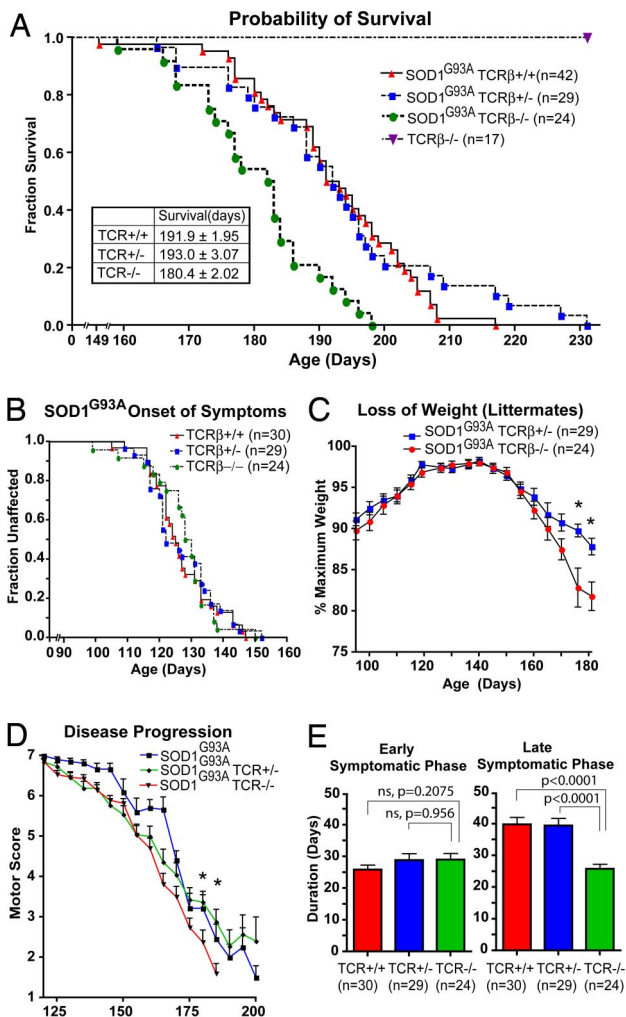 A
Probability of Survival
1.0
0.8
0.6
0.4
0.2
0.0
Fraction Survival
SOD1G93A TCRβ+/+(n=42)
SOD1G93A TCRβ+/- (n=29)
SOD1G93A TCRβ-/- (n=24)
TCRβ-/- (n=17)
Survival(days)
TCR+/+ 191.9 ± 1.95
TCR+/- 193.0 ± 3.07
TCR-/- 180.4 ± 2.02
0 149 160 170 180 190 200 210 220 230
Age (Days)
B
SOD1G93A Onset of Symptoms
TCRβ+/+ (n=30)
TCRβ+/- (n=29)
TCRβ-/- (n=24)
1.0
0.8
0.6
0.4
0.2
0.0
Fraction Unaffected
0 90 100 110 120 130 140 150 160
Age (Days)
C
Loss of Weight (Littermates)
SOD1G93A TCRβ+/- (n=29)
SOD1G93A TCRβ-/- (n=24)
100
95
90
85
80
75
% Maximum Weight
* *
100 120 140 160 180
Age (Days)
D
Disease Progression
SOD1G93A
SOD1G93A TCR+/-
SOD1G93A TCR-/-
7
6
5
4
3
2
1
Motor Score
* *
125 150 175 200
E
Early
Symptomatic Phase
ns, p=0.2075
ns, p=0.956
50
40
30
20
10
0
Duration (Days)
TCR+/+ TCR+/- TCR-/-
(n=30) (n=29) (n=24)
Late
Symptomatic Phase
p<0.0001
p<0.0001
50
40
30
20
10
0
TCR+/+ TCR+/- TCR-/-
(n=30) (n=29) (n=24)